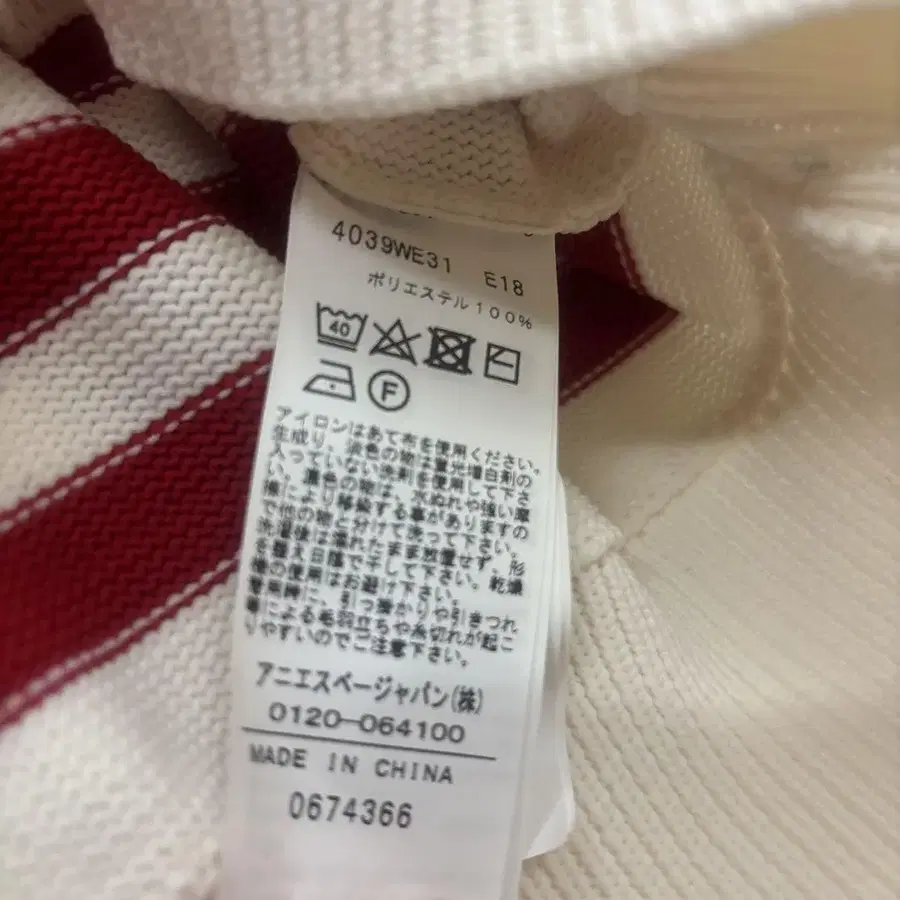 4039WE31 E18
ポリエステル100%
40
F
アイロンはあて布を使用ください。
生成り、淡色の物は蛍光増白剤の
入っていない洗剤を使用して下さ
い。濃色の物は、水ぬれや強い摩
擦により移染する事がありますの
で他の物と分けて洗って下さい。
洗濯後は濡れたまま放置せず、形
を整え日陰で干して下さい。乾燥
機の使用はお避け下さい。
着用時に、引っ掛かりや引きつれ
等による毛羽立ちや糸切れが起こ
りやすいのでご注意下さい。
アニエスベージャパン(株)
0120-064100
MADE IN CHINA
0674366